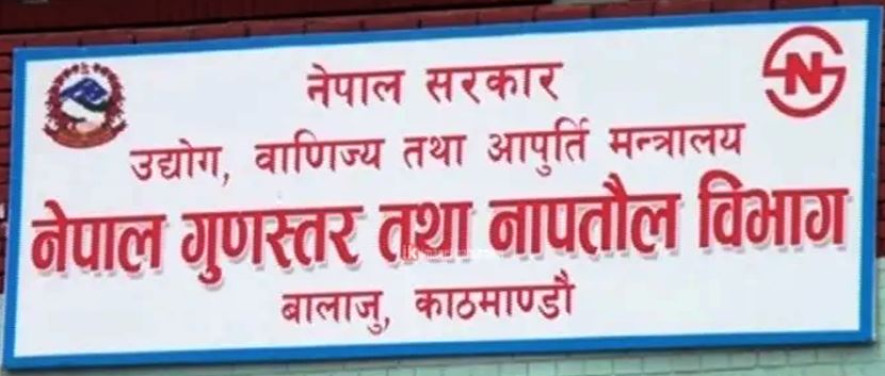 नेपाल सरकार
उद्योग, वाणिज्य तथा आपुर्ति मन्त्रालय
नेपाल गुणस्तर तथा नापतौल विभाग
बालाजु, काठमाण्डौ